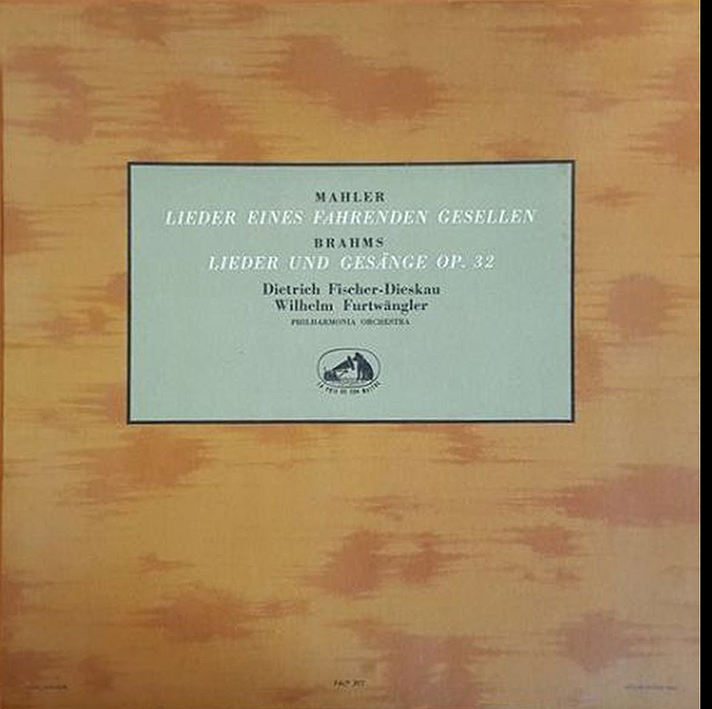 MAHLER
LIEDER EINES FAHRENDEN GESELLEN
BRAHMS
LIEDER UND GESÄNGE OP. 32
Dietrich Fischer-Dieskau
Wilhelm Furtwängler
PHILHARMONIA ORCHESTRA
LA VOIX DE SON MAITRE